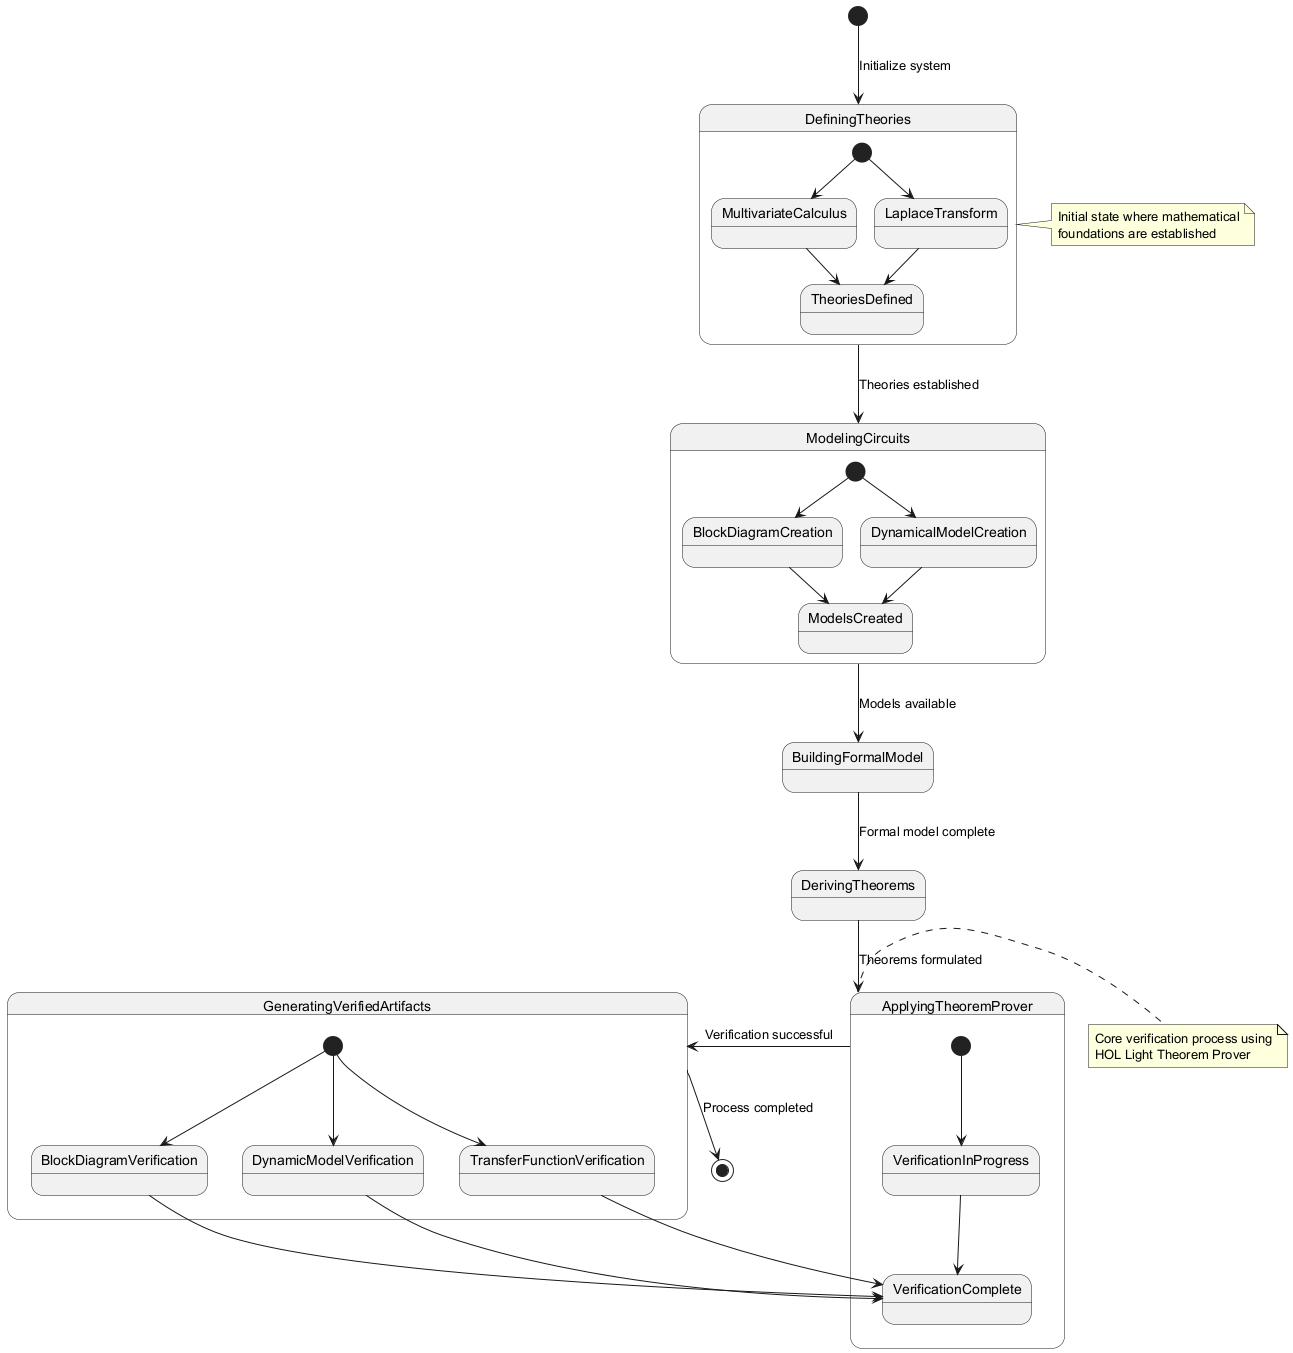 Initialize system
DefiningTheories
MultivariateCalculus
LaplaceTransform
TheoriesDefined
Initial state where mathematical
foundations are established
Theories established
ModelingCircuits
BlockDiagramCreation
DynamicalModelCreation
ModelsCreated
Models available
BuildingFormalModel
Formal model complete
DerivingTheorems
Theorems formulated
GeneratingVerifiedArtifacts
ApplyingTheoremProver
Verification successful
Core verification process using
HOL Light Theorem Prover
Process completed
BlockDiagramVerification
DynamicModelVerification
TransferFunctionVerification
VerificationInProgress
VerificationComplete